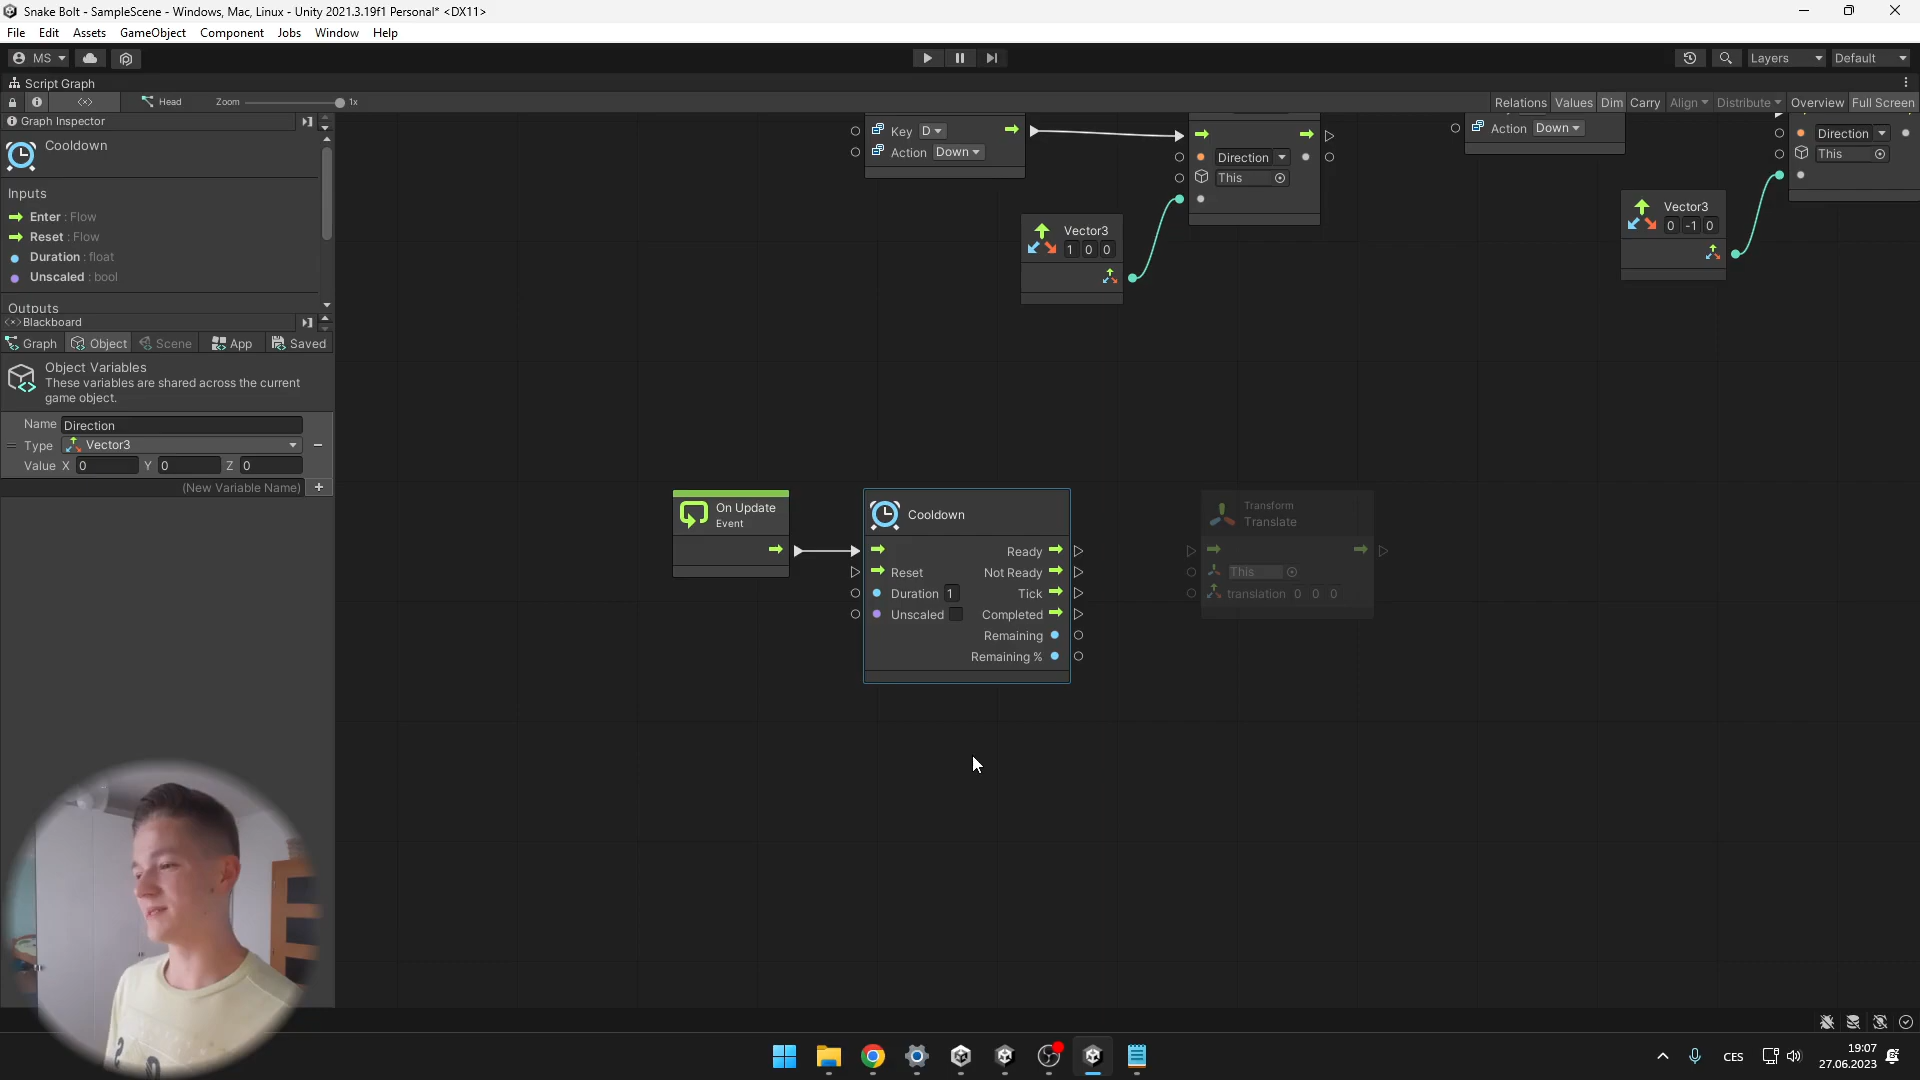 Snake Bolt - SampleScene - Windows, Mac, Linux - Unity 2021.3.19f1 Personal* <DX11>
File Edit Assets GameObject Component Jobs Window Help
MS
Layers
Default
Script Graph
Head
Zoom
1x
Relations
Values
Dim
Carry
Align
Distribute
Overview
Full Screen
Graph Inspector
Cooldown
Inputs
Enter : Flow
Reset : Flow
Duration : float
Unscaled : bool
Outputs
Blackboard
Graph
Object
Scene
App
Saved
Object Variables
These variables are shared across the current
game object.
Name Direction
Type Vector3
Value X 0 Y 0 Z 0
(New Variable Name) +
Key D
Action Down
Direction
This
Vector3
1 0 0
Action Down
Direction
This
Vector3
0 -1 0
On Update
Event
Cooldown
Ready
Reset Not Ready
Duration 1 Tick
Unscaled Completed
Remaining
Remaining %
Transform
Translate
This
translation 0 0 0
CES
19:07
27.06.2023